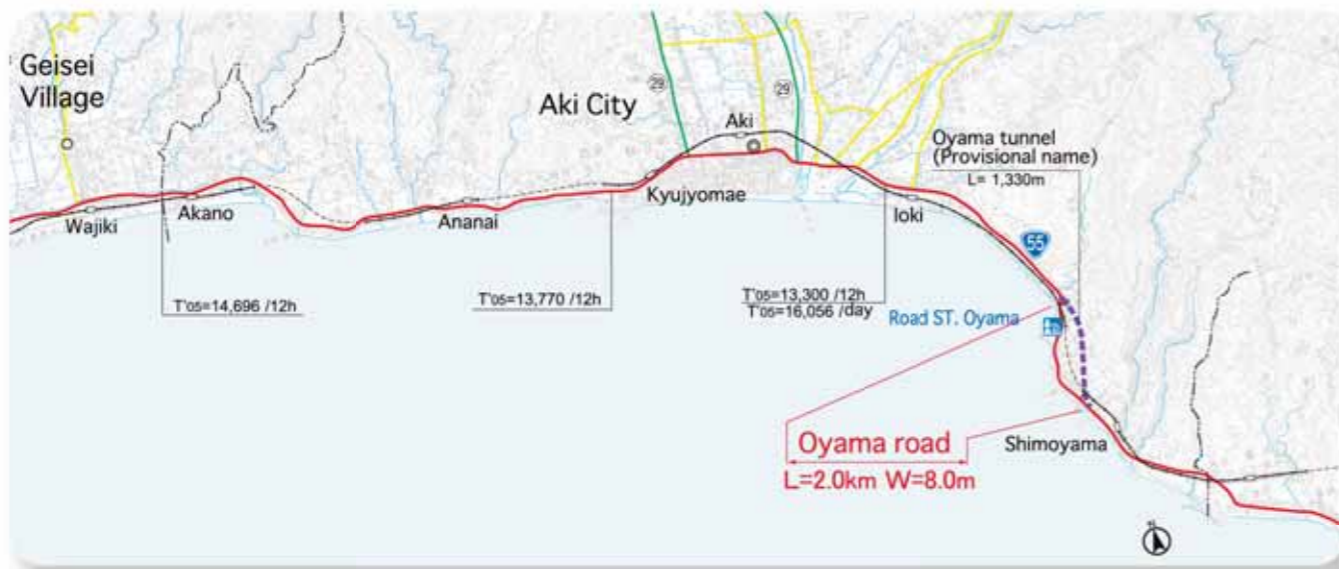 Geisei
Village
Aki City
29
29
Aki
Oyama tunnel
(Provisional name)
L= 1,330m
Wajiki
Akano
Ananai
Kyujyomae
Ioki
55
T'05=14,696 /12h
T'05=13,770 /12h
T'05=13,300 /12h
T'05=16,056 /day
Road ST. Oyama
Oyama road
L=2.0km W=8.0m
Shimoyama